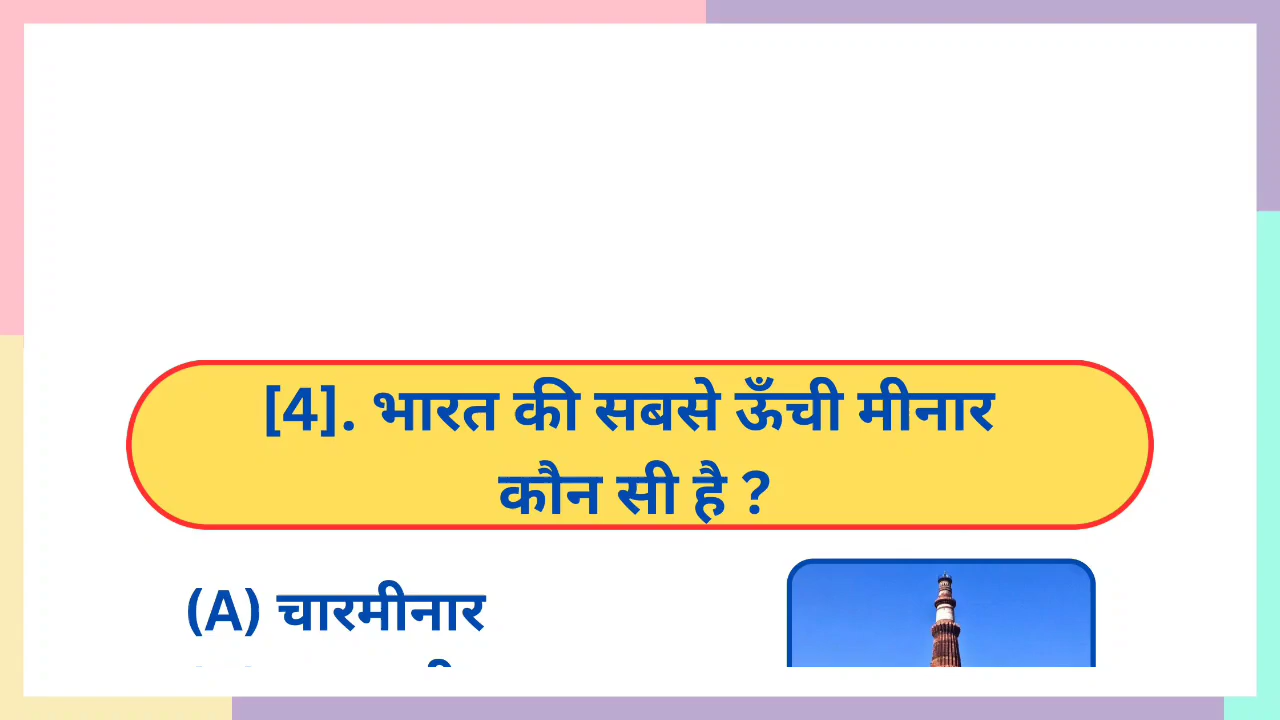 [4]. भारत की सबसे ऊँची मीनार
कौन सी है ?
(A) चारमीनार